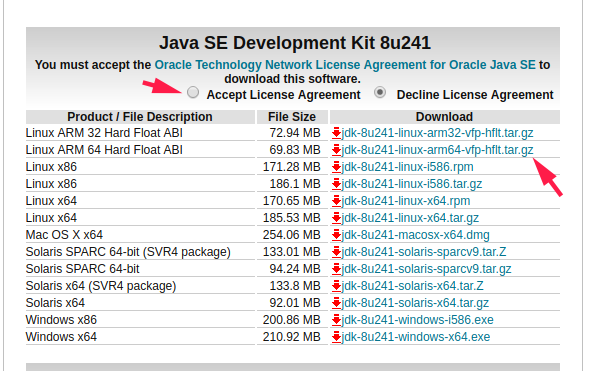 Java SE Development Kit 8u241
You must accept the Oracle Technology Network License Agreement for Oracle Java SE to
download this software.
Accept License Agreement Decline License Agreement
Product / File Description File Size Download
Linux ARM 32 Hard Float ABI 72.94 MB jdk-8u241-linux-arm32-vfp-hflt.tar.gz
Linux ARM 64 Hard Float ABI 69.83 MB jdk-8u241-linux-arm64-vfp-hflt.tar.gz
Linux x86 171.28 MB jdk-8u241-linux-i586.rpm
Linux x86 186.1 MB jdk-8u241-linux-i586.tar.gz
Linux x64 170.65 MB jdk-8u241-linux-x64.rpm
Linux x64 185.53 MB jdk-8u241-linux-x64.tar.gz
Mac OS X x64 254.06 MB jdk-8u241-macosx-x64.dmg
Solaris SPARC 64-bit (SVR4 package) 133.01 MB jdk-8u241-solaris-sparcv9.tar.Z
Solaris SPARC 64-bit 94.24 MB jdk-8u241-solaris-sparcv9.tar.gz
Solaris x64 (SVR4 package) 133.8 MB jdk-8u241-solaris-x64.tar.Z
Solaris x64 92.01 MB jdk-8u241-solaris-x64.tar.gz
Windows x86 200.86 MB jdk-8u241-windows-i586.exe
Windows x64 210.92 MB jdk-8u241-windows-x64.exe